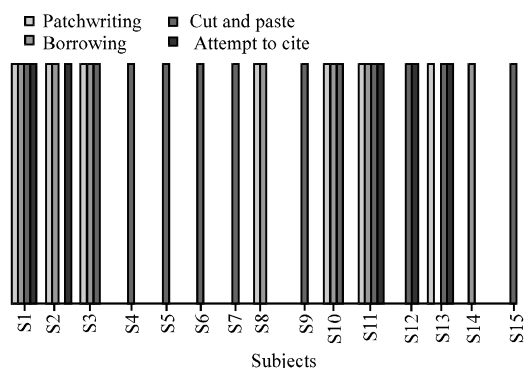 Patchwriting
Borrowing
Cut and paste
Attempt to cite
S1
S2
S3
S4
S5
S6
S7
S8
S9
S10
S11
S12
S13
S14
S15
Subjects